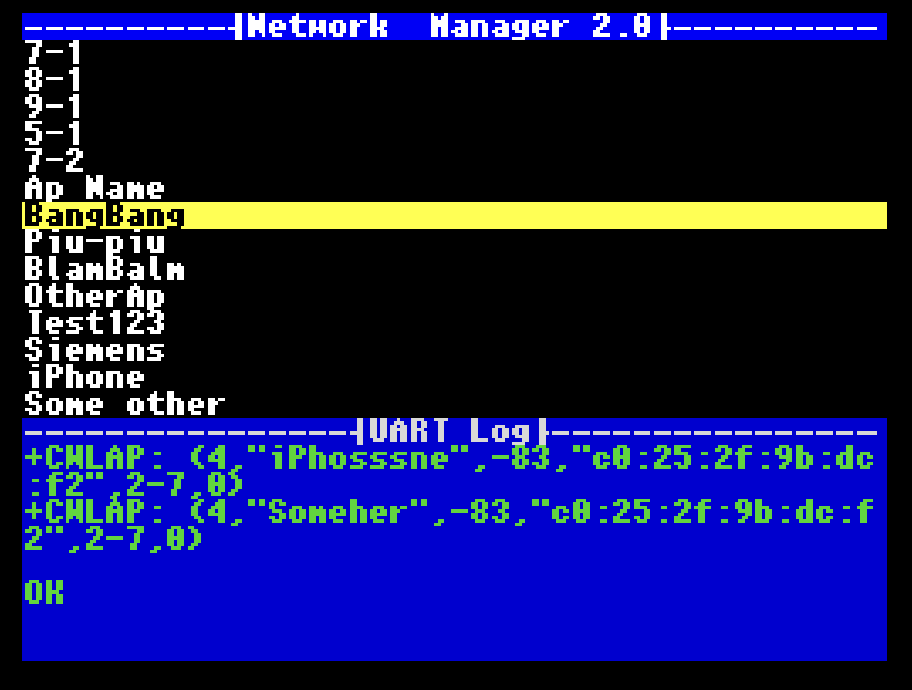 ----------┤Network  Manager 2.0├----------
7-1
8-1
9-1
5-1
7-2
Ap Name
BangBang
Piu-piu
BlamBalm
OtherAp
Test123
Siemens
iPhone
Some other
----------------┤UART Log├----------------
+CWLAP: (4,"iPhosssne",-83,"c0:25:2f:9b:dc
:f2",2-7,0)
+CWLAP: (4,"Someher",-83,"c0:25:2f:9b:dc:f
2",2-7,0)
OK